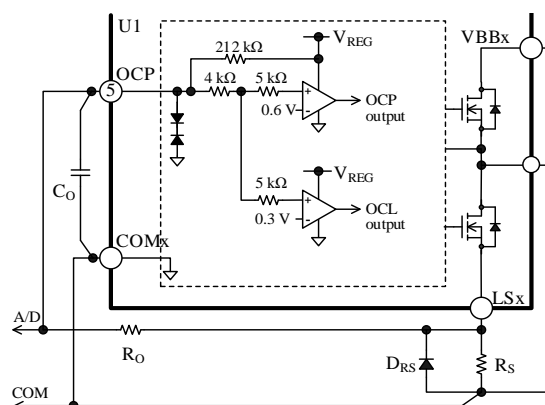 U1
VBBx
212 kΩ
VREG
OCP
5
4 kΩ
5 kΩ
+
-
0.6 V
OCP
output
CO
5 kΩ
VREG
+
-
0.3 V
OCL
output
COMx
LSx
A/D
RO
DRS
RS
COM